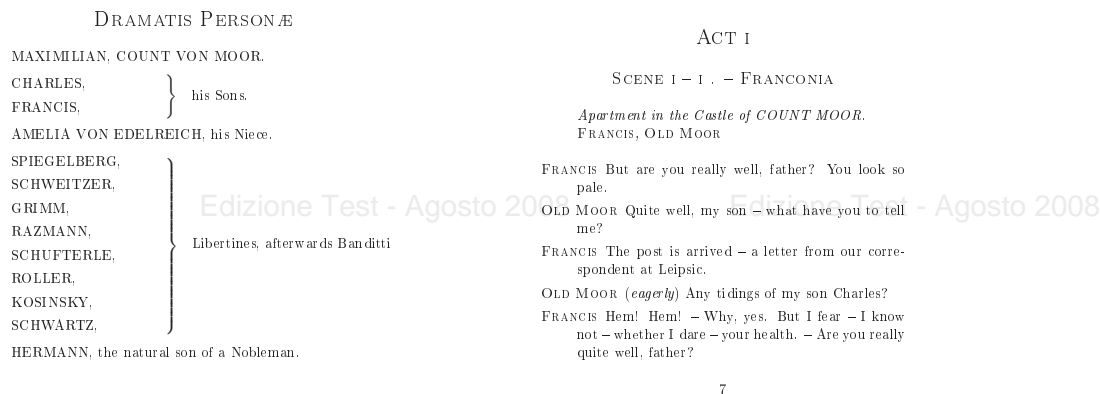 DRAMATIS PERSONÆ
MAXIMILIAN, COUNT VON MOOR.
CHARLES,
FRANCIS,
his Sons.
AMELIA VON EDELREICH, his Niece.
SPIEGELBERG,
SCHWEITZER,
GRIMM,
RAZMANN,
SCHUFTERLE,
ROLLER,
KOSINSKY,
SCHWARTZ,
Libertines, afterwards Banditti
HERMANN, the natural son of a Nobleman.
Edizione Test - Agosto 2008
ACT I
SCENE I – I . – FRANCONIA
Apartment in the Castle of COUNT MOOR.
FRANCIS, OLD MOOR
FRANCIS But are you really well, father? You look so
pale.
OLD MOOR Quite well, my son – what have you to tell
me?
FRANCIS The post is arrived – a letter from our corre-
spondent at Leipsic.
OLD MOOR (eagerly) Any tidings of my son Charles?
FRANCIS Hem! Hem! – Why, yes. But I fear – I know
not – whether I dare – your health. – Are you really
quite well, father?
7
Edizione Test - Agosto 2008